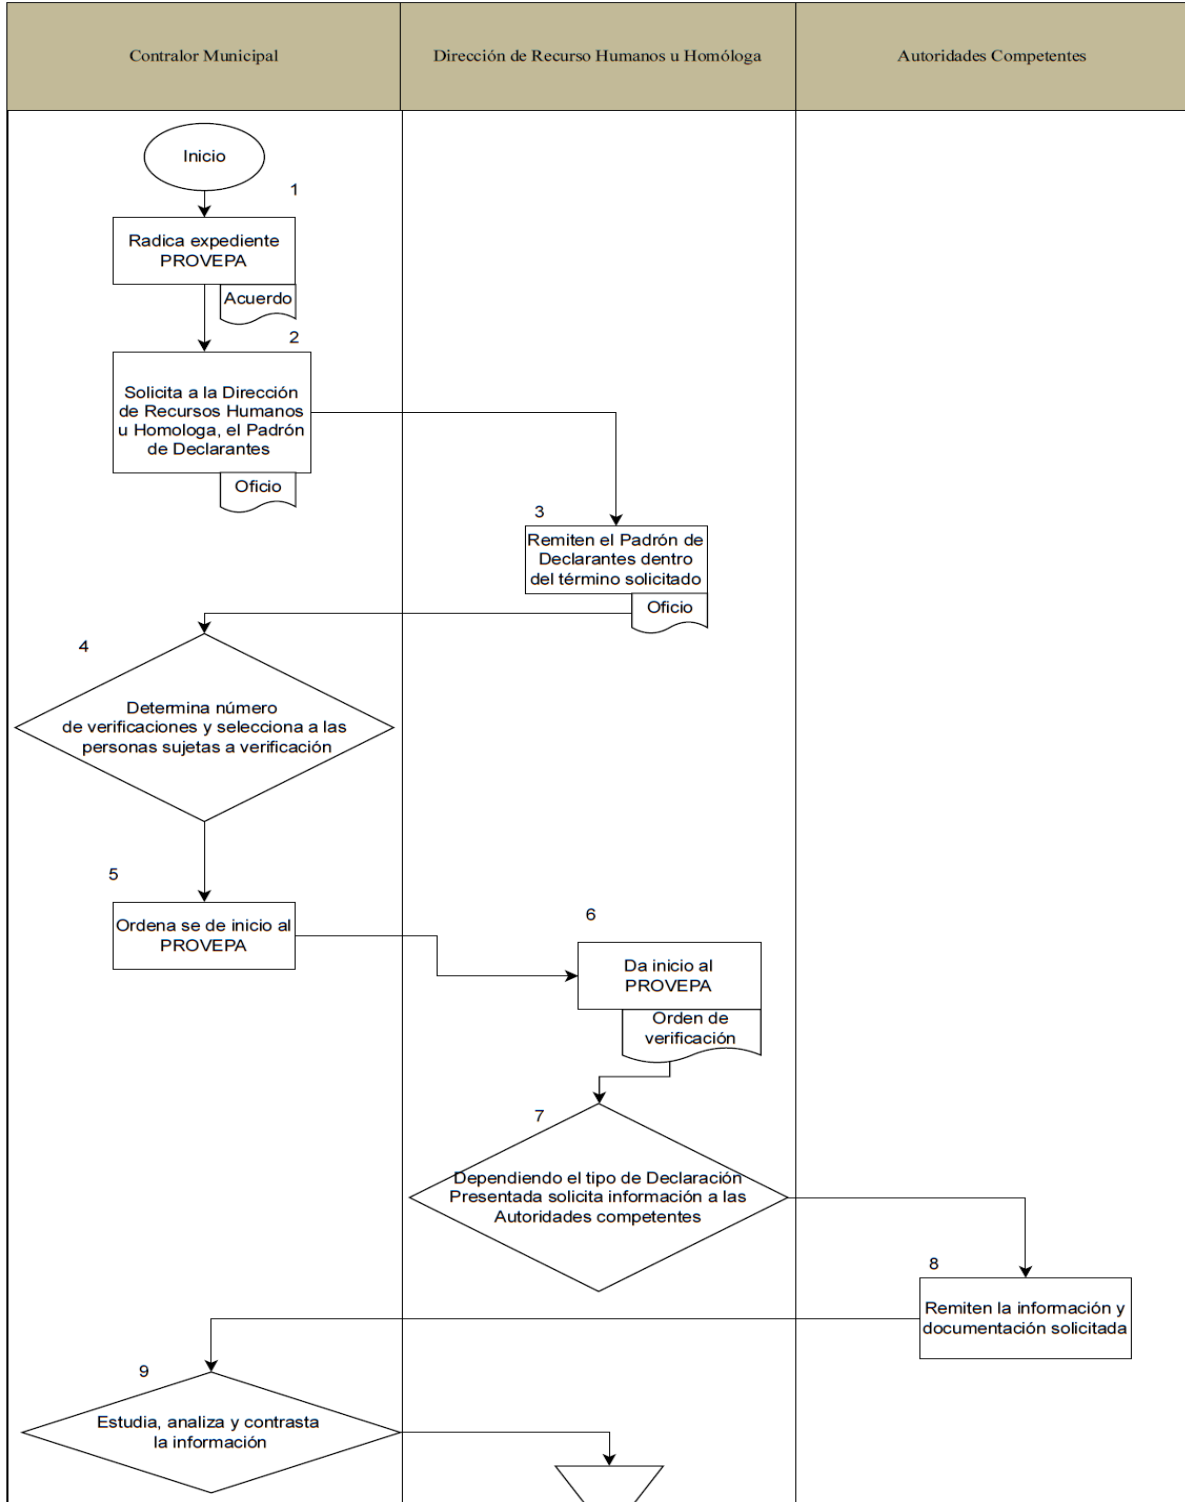 Contralor Municipal
Dirección de Recurso Humanos u Homóloga
Autoridades Competentes
Inicio
1
Radica expediente
PROVEPA
Acuerdo
2
Solicita a la Dirección
de Recursos Humanos
u Homologa, el Padrón
de Declarantes
Oficio
3
Remiten el Padrón de
Declarantes dentro
del término solicitado
Oficio
4
Determina número
de verificaciones y selecciona a las
personas sujetas a verificación
5
Ordena se de inicio al
PROVEPA
6
Da inicio al
PROVEPA
Orden de
verificación
7
Dependiendo el tipo de Declaración
Presentada solicita información a las
Autoridades competentes
8
Remiten la información y
documentación solicitada
9
Estudia, analiza y contrasta
la información